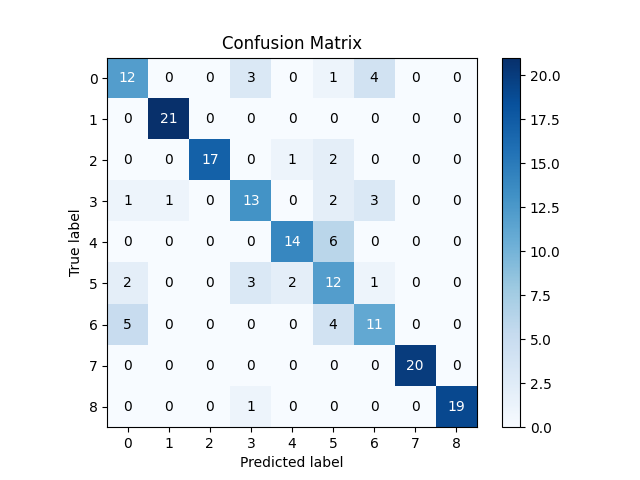 Confusion Matrix
True label
0 12 0 0 3 0 1 4 0 0
1 0 21 0 0 0 0 0 0 0
2 0 0 17 0 1 2 0 0 0
3 1 1 0 13 0 2 3 0 0
4 0 0 0 0 14 6 0 0 0
5 2 0 0 3 2 12 1 0 0
6 5 0 0 0 0 4 11 0 0
7 0 0 0 0 0 0 0 20 0
8 0 0 0 1 0 0 0 0 19
0 1 2 3 4 5 6 7 8
Predicted label
20.0
17.5
15.0
12.5
10.0
7.5
5.0
2.5
0.0